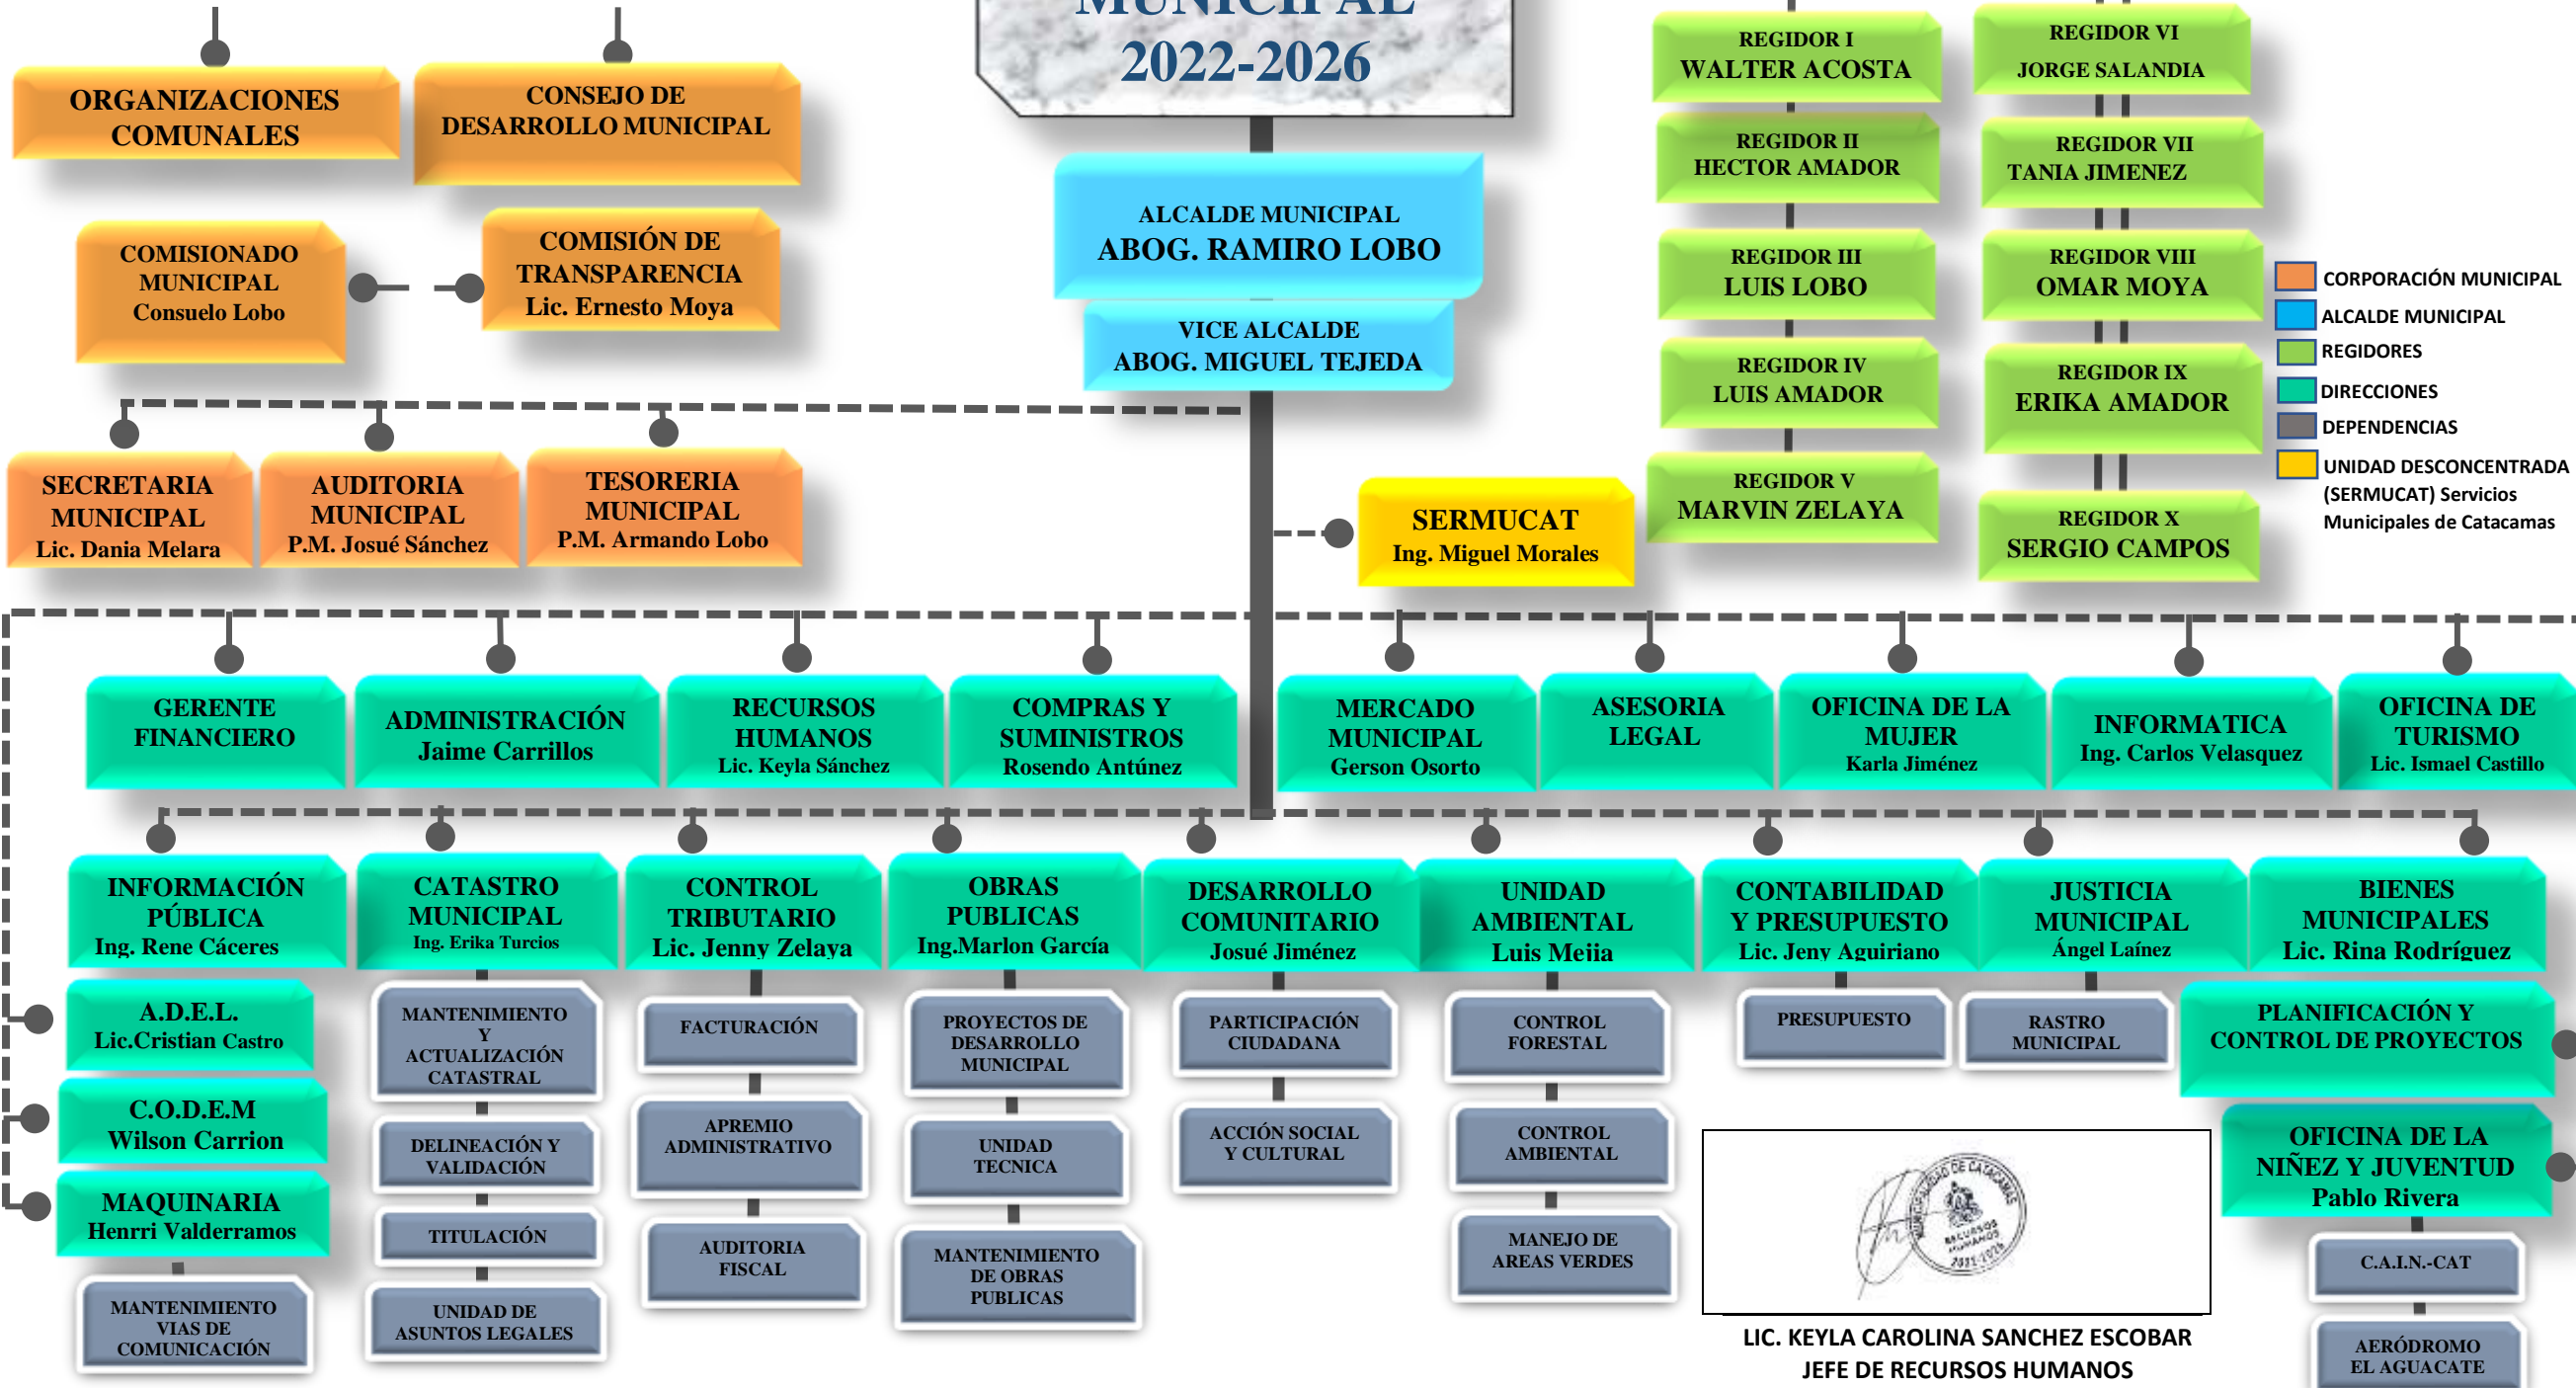 MUNICIPAL
2022-2026
ORGANIZACIONES
COMUNALES
CONSEJO DE
DESARROLLO MUNICIPAL
COMISIONADO
MUNICIPAL
Consuelo Lobo
COMISIÓN DE
TRANSPARENCIA
Lic. Ernesto Moya
ALCALDE MUNICIPAL
ABOG. RAMIRO LOBO
VICE ALCALDE
ABOG. MIGUEL TEJEDA
REGIDOR I
WALTER ACOSTA
REGIDOR II
HECTOR AMADOR
REGIDOR III
LUIS LOBO
REGIDOR IV
LUIS AMADOR
REGIDOR V
MARVIN ZELAYA
REGIDOR VI
JORGE SALANDIA
REGIDOR VII
TANIA JIMENEZ
REGIDOR VIII
OMAR MOYA
REGIDOR IX
ERIKA AMADOR
REGIDOR X
SERGIO CAMPOS
CORPORACIÓN MUNICIPAL
ALCALDE MUNICIPAL
REGIDORES
DIRECCIONES
DEPENDENCIAS
UNIDAD DESCONCENTRADA
(SERMUCAT) Servicios
Municipales de Catacamas
SECRETARIA
MUNICIPAL
Lic. Dania Melara
AUDITORIA
MUNICIPAL
P.M. Josué Sánchez
TESORERIA
MUNICIPAL
P.M. Armando Lobo
SERMUCAT
Ing. Miguel Morales
GERENTE
FINANCIERO
ADMINISTRACIÓN
Jaime Carrillos
RECURSOS
HUMANOS
Lic. Keyla Sánchez
COMPRAS Y
SUMINISTROS
Rosendo Antúnez
MERCADO
MUNICIPAL
Gerson Osorto
ASESORIA
LEGAL
OFICINA DE LA
MUJER
Karla Jiménez
INFORMATICA
Ing. Carlos Velasquez
OFICINA DE
TURISMO
Lic. Ismael Castillo
INFORMACIÓN
PÚBLICA
Ing. Rene Cáceres
CATASTRO
MUNICIPAL
Ing. Erika Turcios
CONTROL
TRIBUTARIO
Lic. Jenny Zelaya
OBRAS
PUBLICAS
Ing.Marlon García
DESARROLLO
COMUNITARIO
Josué Jiménez
UNIDAD
AMBIENTAL
Luis Mejia
CONTABILIDAD
Y PRESUPUESTO
Lic. Jeny Aguiriano
JUSTICIA
MUNICIPAL
Ángel Laínez
BIENES
MUNICIPALES
Lic. Rina Rodríguez
A.D.E.L.
Lic.Cristian Castro
C.O.D.E.M
Wilson Carrion
MAQUINARIA
Henrri Valderramos
MANTENIMIENTO
VIAS DE
COMUNICACIÓN
MANTENIMIENTO
Y
ACTUALIZACIÓN
CATASTRAL
DELINEACIÓN Y
VALIDACIÓN
TITULACIÓN
UNIDAD DE
ASUNTOS LEGALES
FACTURACIÓN
APREMIO
ADMINISTRATIVO
AUDITORIA
FISCAL
PROYECTOS DE
DESARROLLO
MUNICIPAL
UNIDAD
TECNICA
MANTENIMIENTO
DE OBRAS
PUBLICAS
PARTICIPACIÓN
CIUDADANA
ACCIÓN SOCIAL
Y CULTURAL
CONTROL
FORESTAL
CONTROL
AMBIENTAL
MANEJO DE
AREAS VERDES
PRESUPUESTO
RASTRO
MUNICIPAL
PLANIFICACIÓN Y
CONTROL DE PROYECTOS
OFICINA DE LA
NIÑEZ Y JUVENTUD
Pablo Rivera
C.A.I.N.-CAT
AERÓDROMO
EL AGUACATE
MUNICIPALIDAD DE CATACAMAS
RECURSOS
HUMANOS
LIC. KEYLA CAROLINA SANCHEZ ESCOBAR
JEFE DE RECURSOS HUMANOS